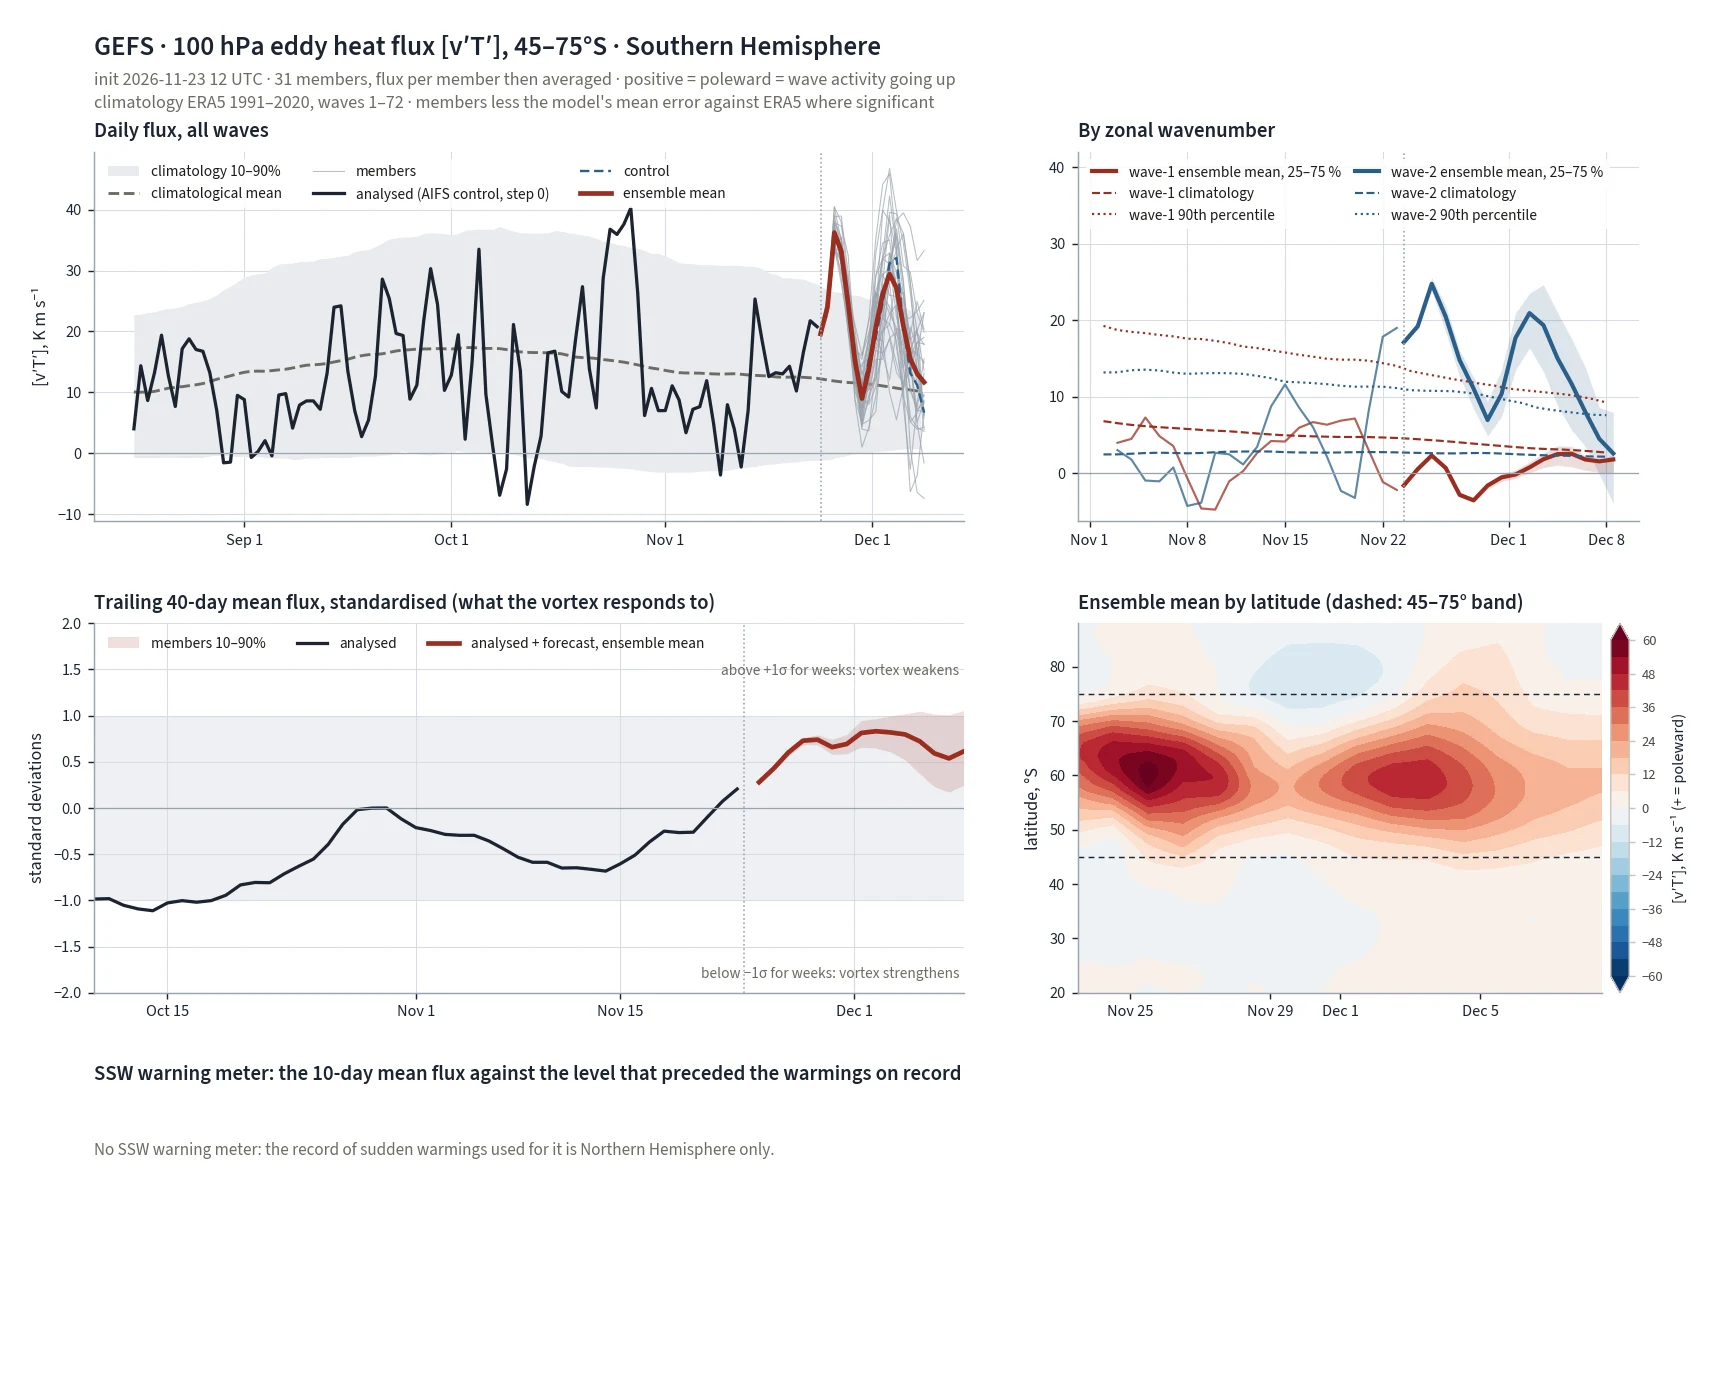 GEFS · 100 hPa eddy heat flux [v′T′], 45–75°S · Southern Hemisphere
init 2026-11-23 12 UTC · 31 members, flux per member then averaged · positive = poleward = wave activity going up
climatology ERA5 1991–2020, waves 1–72 · members less the model's mean error against ERA5 where significant
Daily flux, all waves
climatology 10–90%
members
control
climatological mean
analysed (AIFS control, step 0)
ensemble mean
[v′T′], K m s⁻¹
40
30
20
10
0
−10
Sep 1
Oct 1
Nov 1
Dec 1
By zonal wavenumber
wave-1 ensemble mean, 25–75 %
wave-2 ensemble mean, 25–75 %
wave-1 climatology
wave-2 climatology
wave-1 90th percentile
wave-2 90th percentile
40
30
20
10
0
Nov 1
Nov 8
Nov 15
Nov 22
Dec 1
Dec 8
Trailing 40-day mean flux, standardised (what the vortex responds to)
members 10–90%
analysed
analysed + forecast, ensemble mean
above +1σ for weeks: vortex weakens
below −1σ for weeks: vortex strengthens
standard deviations
2.0
1.5
1.0
0.5
0.0
−0.5
−1.0
−1.5
−2.0
Oct 15
Nov 1
Nov 15
Dec 1
Ensemble mean by latitude (dashed: 45–75° band)
latitude, °S
80
70
60
50
40
30
20
Nov 25
Nov 29
Dec 1
Dec 5
60
48
36
24
12
0
−12
−24
−36
−48
−60
[v′T′], K m s⁻¹ (+ = poleward)
SSW warning meter: the 10-day mean flux against the level that preceded the warmings on record
No SSW warning meter: the record of sudden warmings used for it is Northern Hemisphere only.